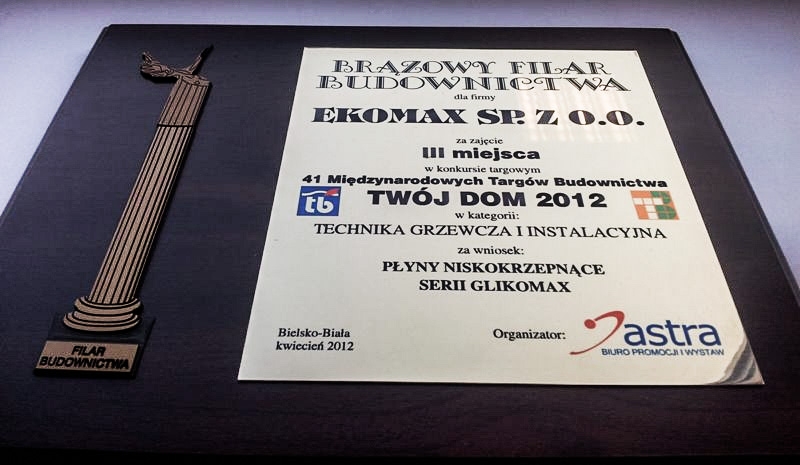 FILAR
BUDOWNICTWA
BRĄZOWY FILAR
BUDOWNICTWA
dla firmy
EKOMAX SP. Z O.O.
za zajęcie
III miejsca
w konkursie targowym
41 Międzynarodowych Targów Budownictwa
tb
TWÓJ DOM 2012
TB
w kategorii:
TECHNIKA GRZEWCZA I INSTALACYJNA
za wniosek:
PŁYNY NISKOKRZEPNĄCE
SERII GLIKOMAX
Bielsko-Biała
kwiecień 2012
Organizator:
astra
BIURO PROMOCJI I WYSTAW